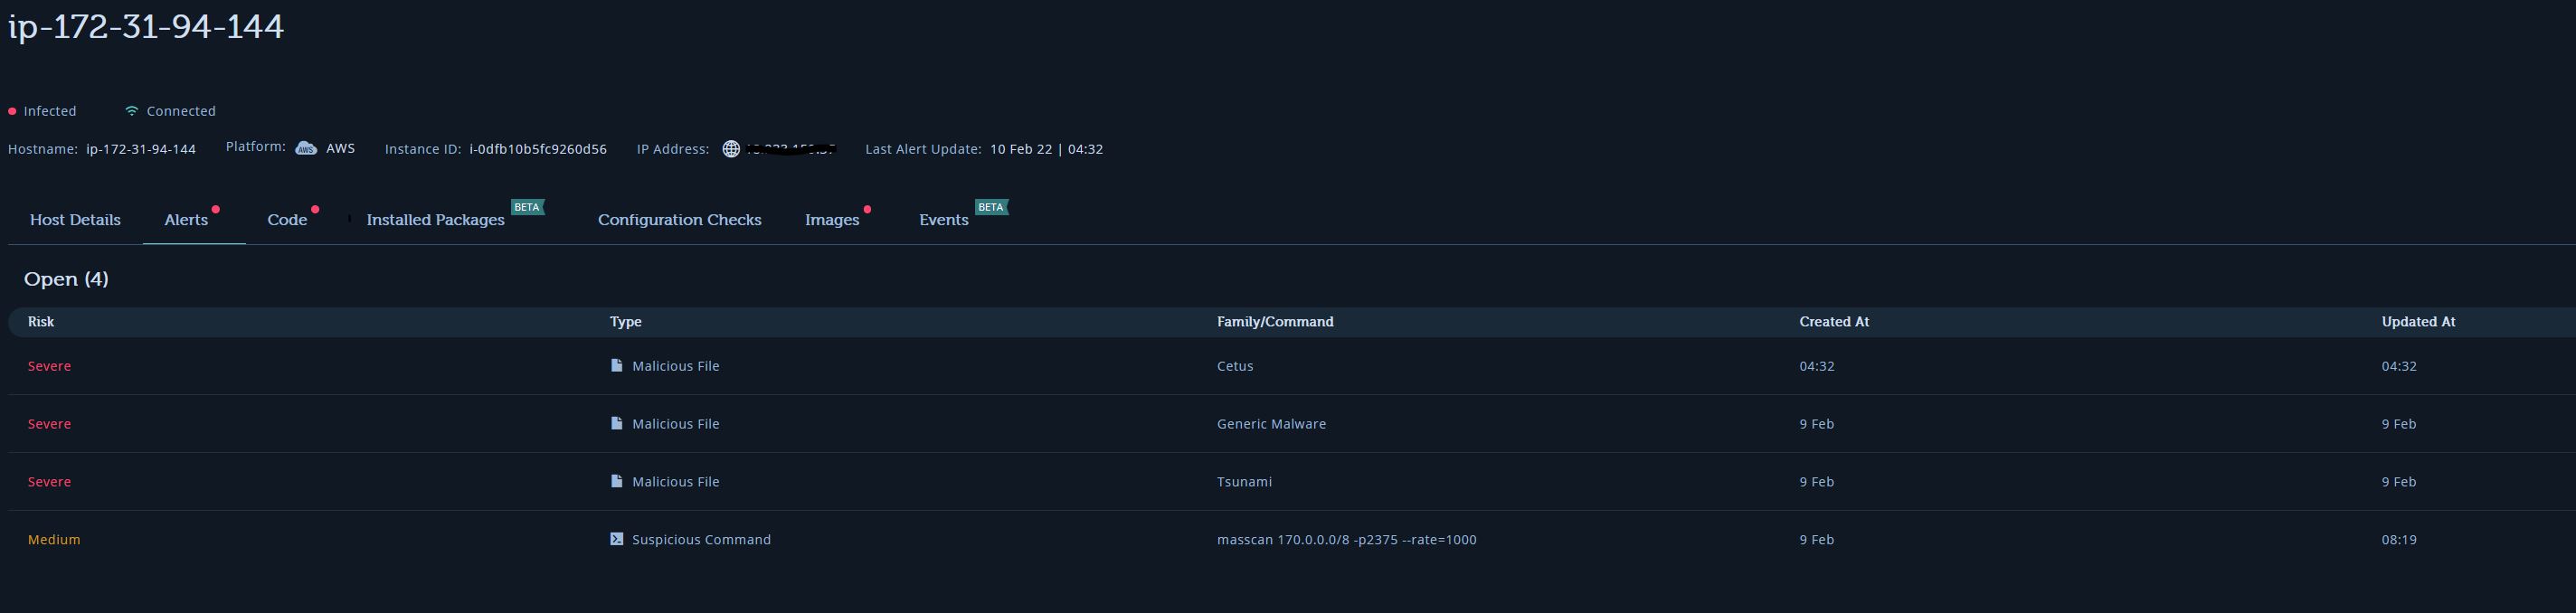 ip-172-31-94-144
Infected Connected
Hostname: ip-172-31-94-144 Platform: AWS AWS Instance ID: i-0dfb10b5fc9260d56 IP Address: Last Alert Update: 10 Feb 22 | 04:32
Host Details Alerts Code Installed Packages BETA Configuration Checks Images Events BETA
Open (4)
Risk Type Family/Command Created At Updated At
Severe Malicious File Cetus 04:32 04:32
Severe Malicious File Generic Malware 9 Feb 9 Feb
Severe Malicious File Tsunami 9 Feb 9 Feb
Medium Suspicious Command masscan 170.0.0.0/8 -p2375 --rate=1000 9 Feb 08:19